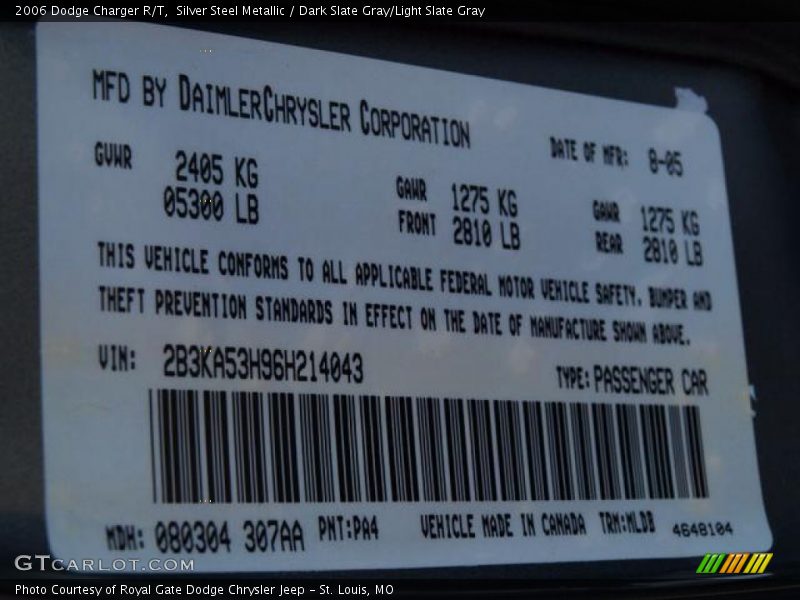 2006 Dodge Charger R/T,  Silver Steel Metallic / Dark Slate Gray/Light Slate Gray
MFD BY DAIMLERCHRYSLER CORPORATION
DATE OF MFR: 8-05
GVWR 2405 KG
05300 LB
GAWR 1275 KG
FRONT 2810 LB
GAWR 1275 KG
REAR 2810 LB
THIS VEHICLE CONFORMS TO ALL APPLICABLE FEDERAL MOTOR VEHICLE SAFETY, BUMPER AND
THEFT PREVENTION STANDARDS IN EFFECT ON THE DATE OF MANUFACTURE SHOWN ABOVE.
VIN: 2B3KA53H96H214043
TYPE: PASSENGER CAR
MDH: 080304 307AA PNT:PA4 VEHICLE MADE IN CANADA TRM:MLDB 4648104
GTCARLOT.COM
Photo Courtesy of Royal Gate Dodge Chrysler Jeep – St. Louis, MO